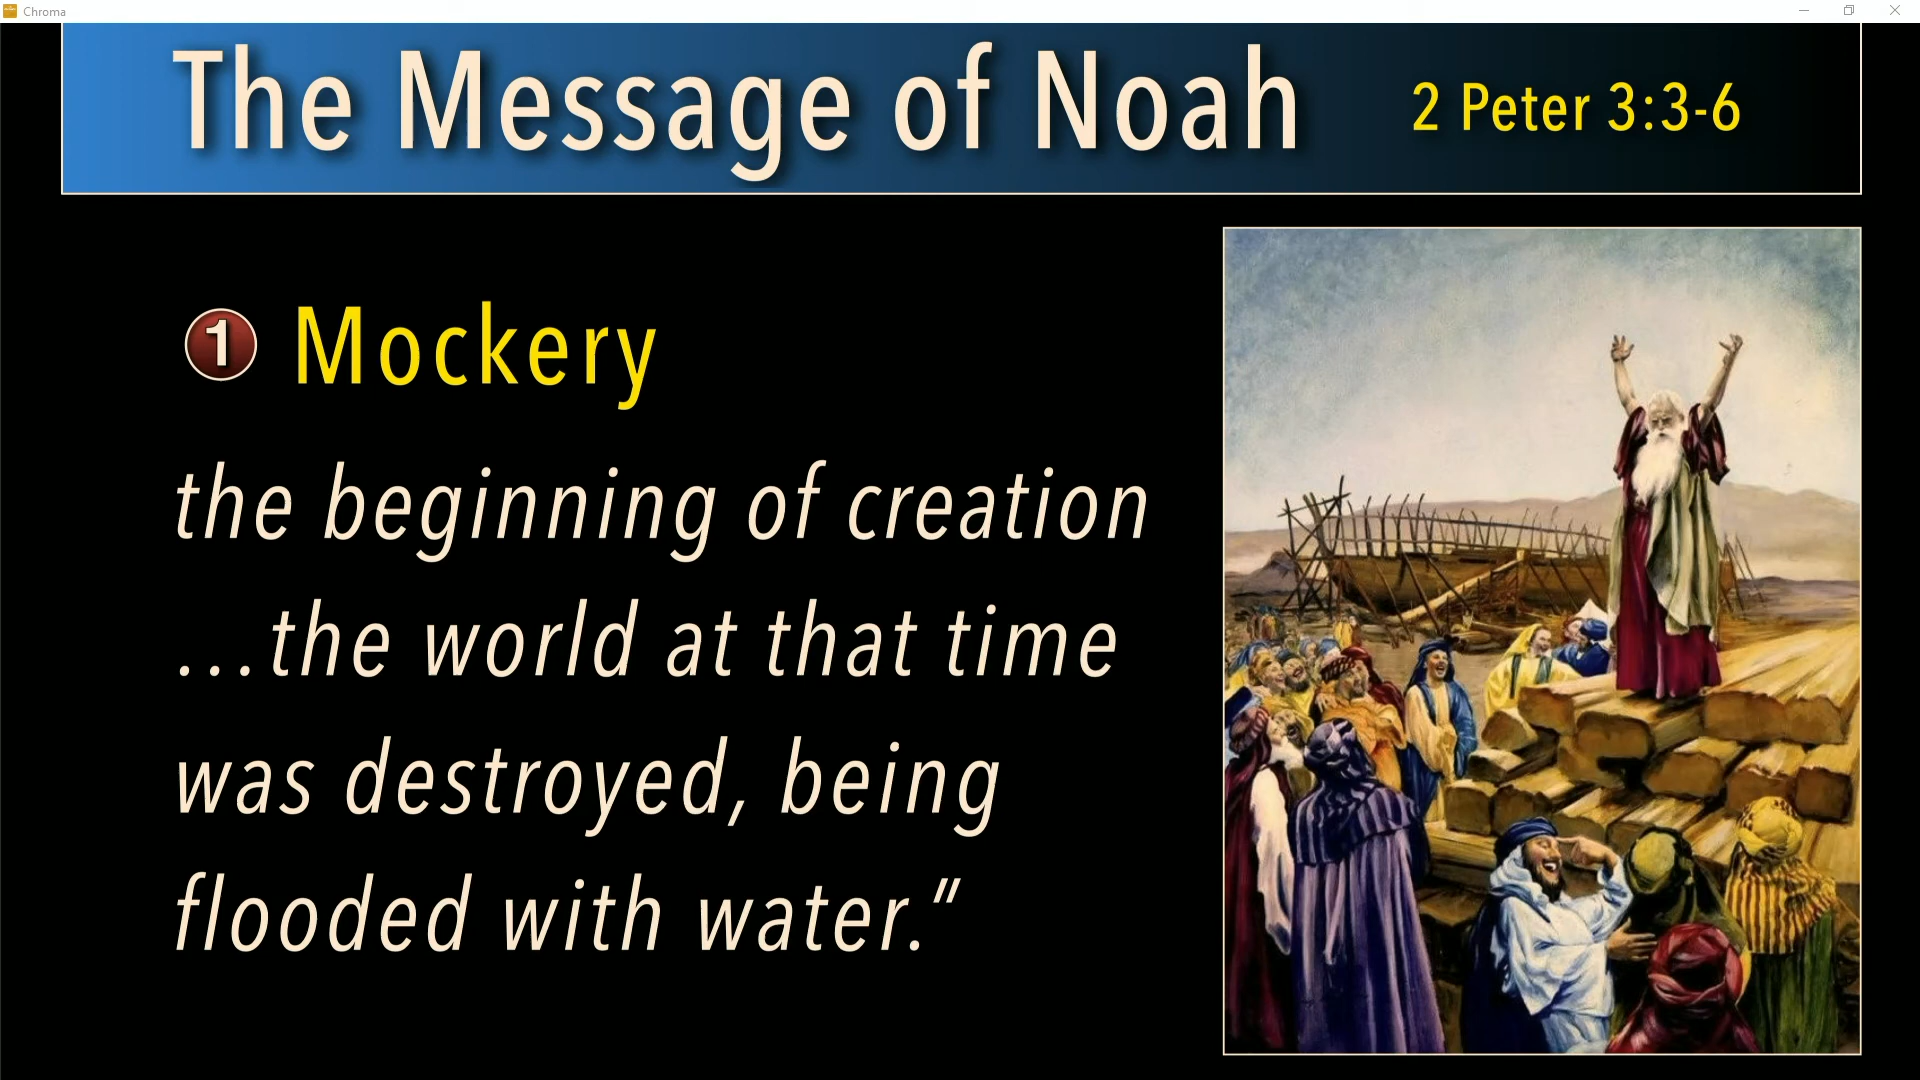 Chroma
The Message of Noah
2 Peter 3:3-6
1 Mockery
the beginning of creation
...the world at that time
was destroyed, being
flooded with water."